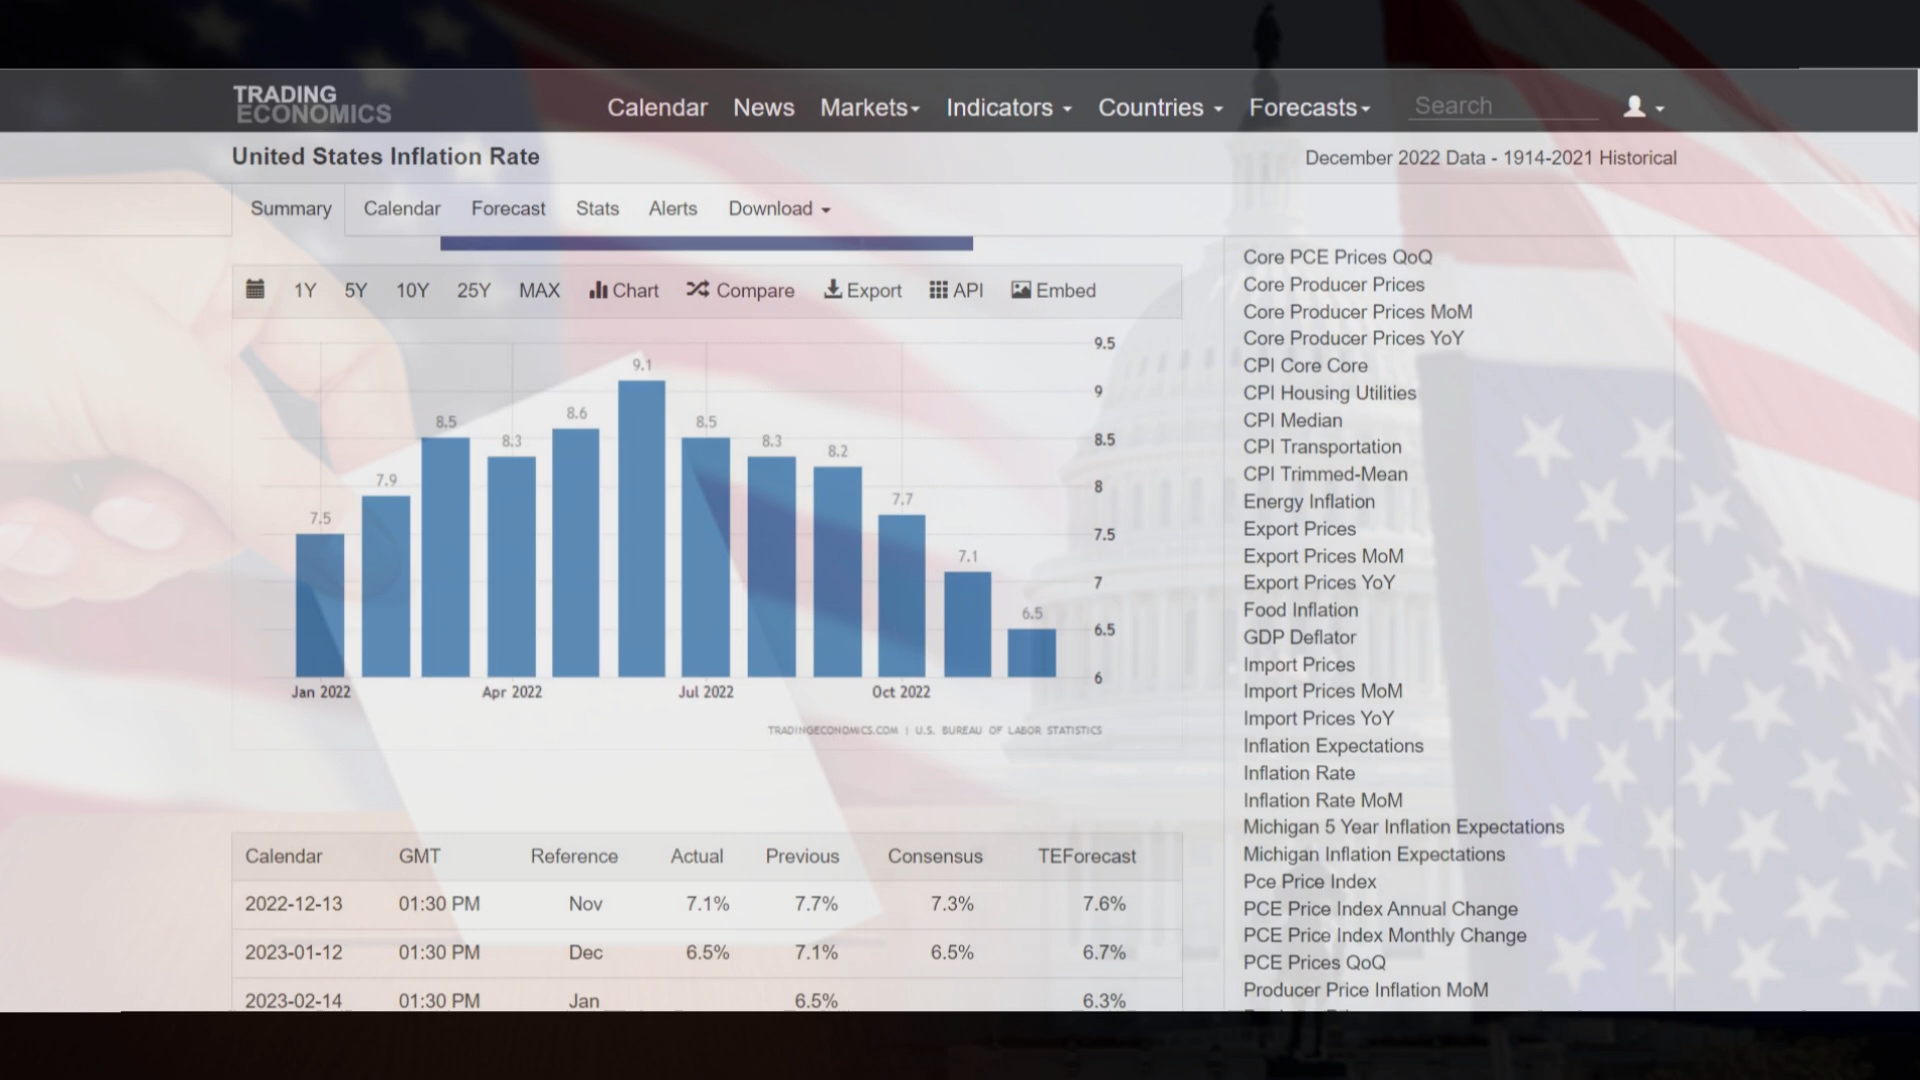 TRADING
ECONOMICS
Calendar News Markets Indicators Countries Forecasts Search
United States Inflation Rate
December 2022 Data - 1914-2021 Historical
Summary Calendar Forecast Stats Alerts Download
1Y 5Y 10Y 25Y MAX Chart Compare Export API Embed
9.5
9
8.5
8
7.5
7
6.5
6
7.5
7.9
8.5
8.3
8.6
9.1
8.5
8.3
8.2
7.7
7.1
6.5
Jan 2022 Apr 2022 Jul 2022 Oct 2022
TRADINGECONOMICS.COM | U.S. BUREAU OF LABOR STATISTICS
Calendar GMT Reference Actual Previous Consensus TEForecast
2022-12-13 01:30 PM Nov 7.1% 7.7% 7.3% 7.6%
2023-01-12 01:30 PM Dec 6.5% 7.1% 6.5% 6.7%
2023-02-14 01:30 PM Jan 6.5% 6.3%
Core PCE Prices QoQ
Core Producer Prices
Core Producer Prices MoM
Core Producer Prices YoY
CPI Core Core
CPI Housing Utilities
CPI Median
CPI Transportation
CPI Trimmed-Mean
Energy Inflation
Export Prices
Export Prices MoM
Export Prices YoY
Food Inflation
GDP Deflator
Import Prices
Import Prices MoM
Import Prices YoY
Inflation Expectations
Inflation Rate
Inflation Rate MoM
Michigan 5 Year Inflation Expectations
Michigan Inflation Expectations
Pce Price Index
PCE Price Index Annual Change
PCE Price Index Monthly Change
PCE Prices QoQ
Producer Price Inflation MoM